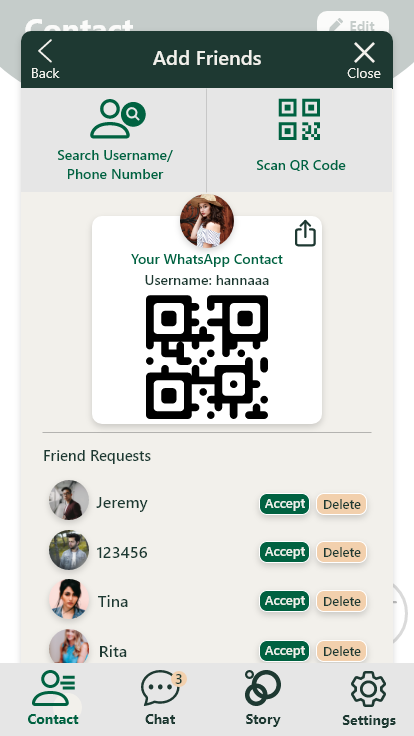 Contact
Edit
Back
Add Friends
Close
Search Username/
Phone Number
Scan QR Code
Your WhatsApp Contact
Username: hannaaa
Friend Requests
Jeremy
Accept
Delete
123456
Accept
Delete
Tina
Accept
Delete
Rita
Accept
Delete
3
Contact
Chat
Story
Settings